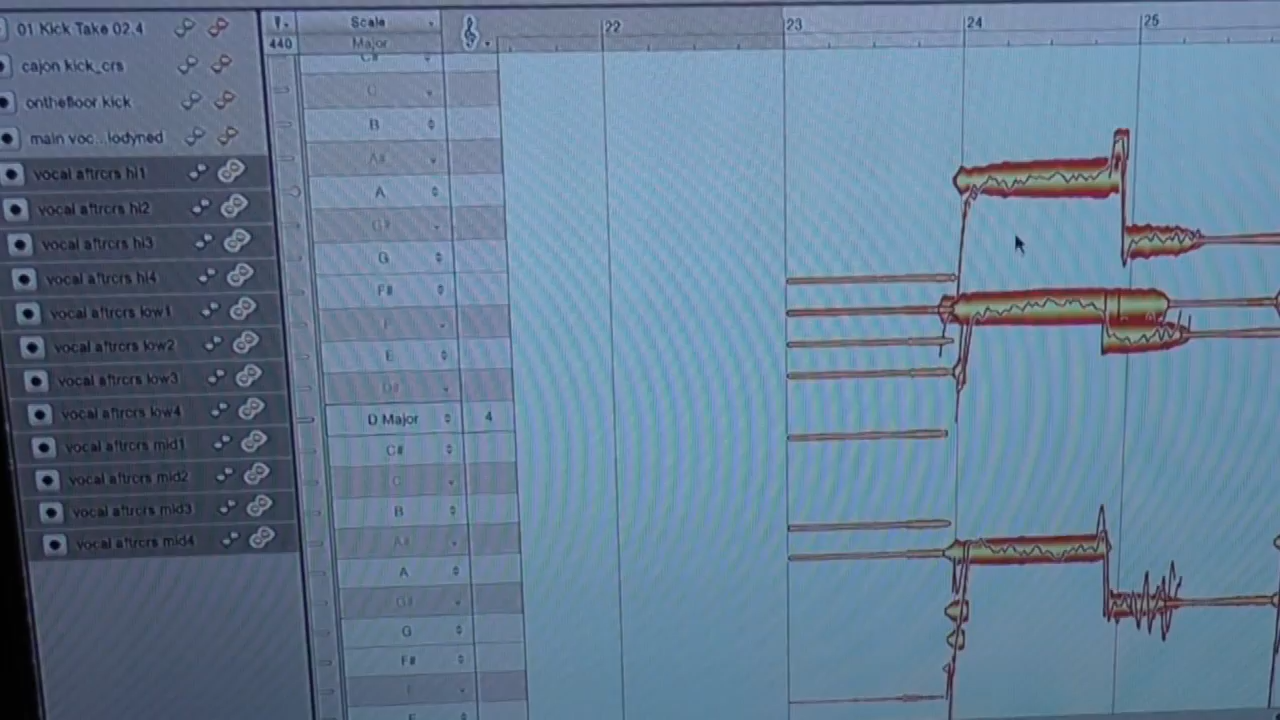 01 Kick Take 02.4
cajon kick_crs
onthefloor kick
main voc...lodyned
vocal aftrcrs hi1
vocal aftrcrs hi2
vocal aftrcrs hi3
vocal aftrcrs hi4
vocal aftrcrs low1
vocal aftrcrs low2
vocal aftrcrs low3
vocal aftrcrs low4
vocal aftrcrs mid1
vocal aftrcrs mid2
vocal aftrcrs mid3
vocal aftrcrs mid4
Scale
440 Major
22 23 24 25
C#
C
B
A#
A
G#
G
F#
F
E
D#
D Major 4
C#
C
B
A#
A
G#
G
F#
F
E